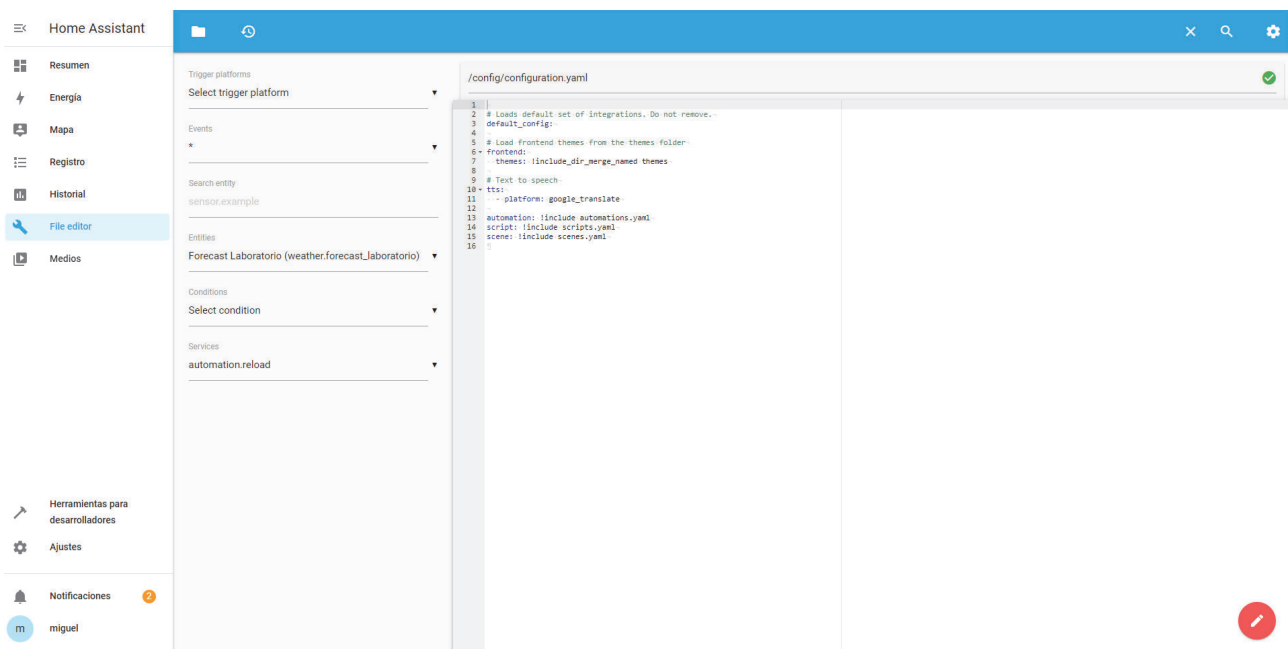 Home Assistant
Resumen
Energía
Mapa
Registro
Historial
File editor
Medios
Herramientas para
desarrolladores
Ajustes
Notificaciones 2
m miguel
Trigger platforms
Select trigger platform
Events
*
Search entity
sensor.example
Entities
Forecast Laboratorio (weather.forecast_laboratorio)
Conditions
Select condition
Services
automation.reload
/config/configuration.yaml
1
2 # Loads default set of integrations. Do not remove.
3 default_config:
4
5 # Load frontend themes from the themes folder
6 frontend:
7 themes: !include_dir_merge_named themes
8
9 # Text to speech
10 tts:
11 - platform: google_translate
12
13 automation: !include automations.yaml
14 script: !include scripts.yaml
15 scene: !include scenes.yaml
16